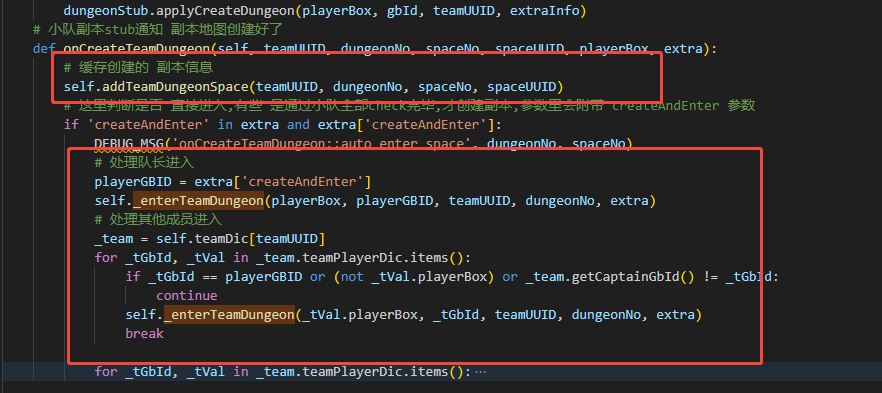 dungeonStub.applyCreateDungeon(playerBox, gbId, teamUUID, extraInfo)
# 小队副本stub通知 副本地图创建好了
def onCreateTeamDungeon(self, teamUUID, dungeonNo, spaceNo, spaceUUID, playerBox, extra):
# 缓存创建的 副本信息
self.addTeamDungeonSpace(teamUUID, dungeonNo, spaceNo, spaceUUID)
# 这里判断是否 直接进入,有些 是通过小队全部check完毕,才创建副本,参数里会附带 createAndEnter 参数
if 'createAndEnter' in extra and extra['createAndEnter']:
DEBUG_MSG('onCreateTeamDungeon::auto enter space', dungeonNo, spaceNo)
# 处理队长进入
playerGBID = extra['createAndEnter']
self._enterTeamDungeon(playerBox, playerGBID, teamUUID, dungeonNo, extra)
# 处理其他成员进入
_team = self.teamDic[teamUUID]
for _tGbId, _tVal in _team.teamPlayerDic.items():
if _tGbId == playerGBID or (not _tVal.playerBox) or _team.getCaptainGbId() != _tGbId:
continue
self._enterTeamDungeon(_tVal.playerBox, _tGbId, teamUUID, dungeonNo, extra)
break
for _tGbId, _tVal in _team.teamPlayerDic.items():…